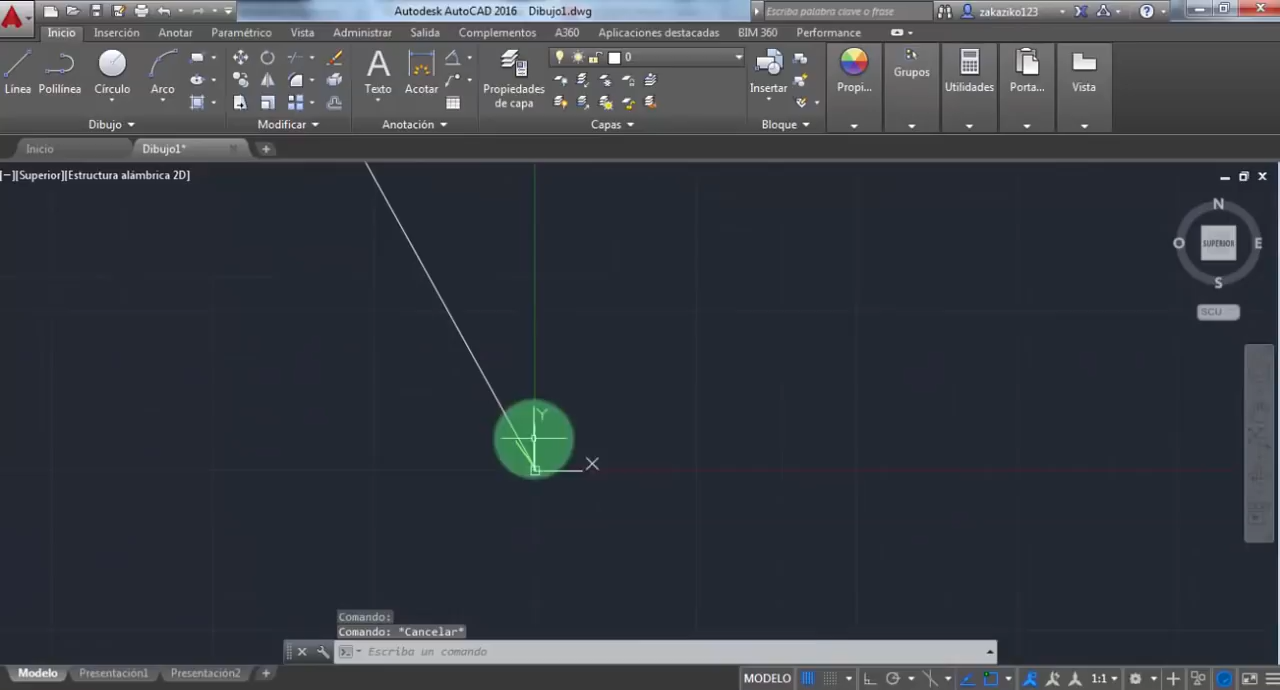 Autodesk AutoCAD 2016 Dibujo1.dwg
Escriba palabra clave o frase
zakaziko123
Inicio Inserción Anotar Paramétrico Vista Administrar Salida Complementos A360 Aplicaciones destacadas BIM 360 Performance
0
Línea Polilínea Círculo Arco
Texto Acotar
Propiedades
de capa
Insertar
Propi...
Grupos
Utilidades
Porta...
Vista
Dibujo Modificar Anotación Capas Bloque
Inicio Dibujo1*
[−][Superior][Estructura alámbrica 2D]
N
O SUPERIOR E
S
SCU
Y
X
Comando:
Comando: *Cancelar*
Escriba un comando
Modelo Presentación1 Presentación2
MODELO 1:1